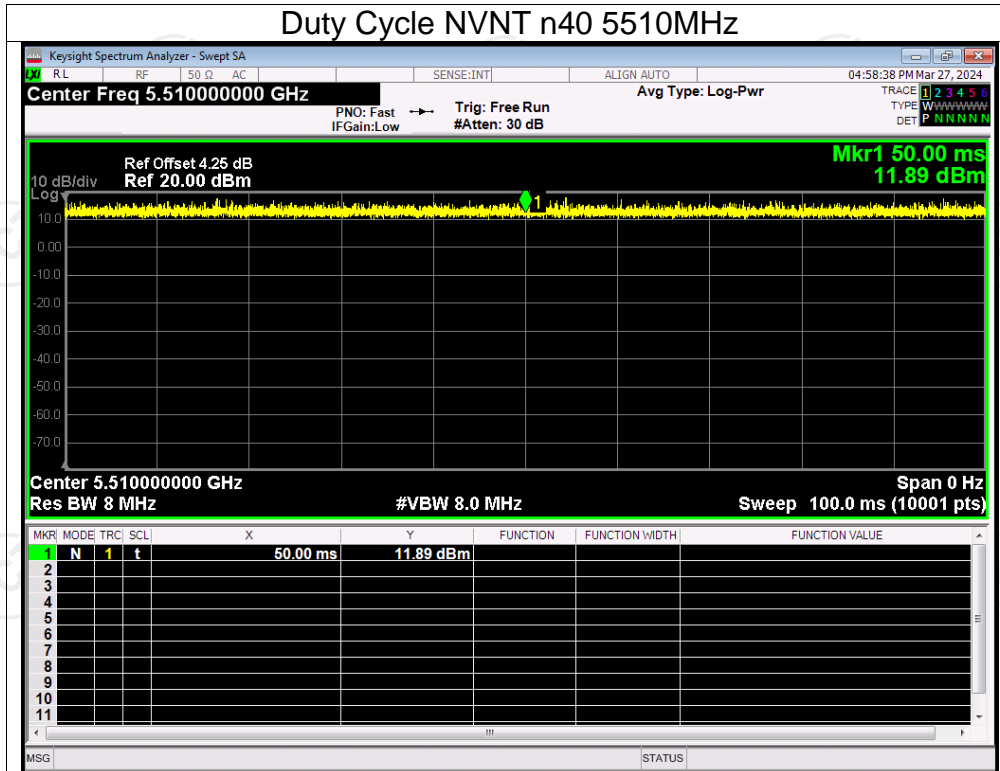 Duty Cycle NVNT n40 5510MHz
Keysight Spectrum Analyzer - Swept SA
LXI RL RF 50 Ω AC SENSE:INT ALIGN AUTO 04:58:38 PM Mar 27, 2024
Center Freq 5.510000000 GHz Avg Type: Log-Pwr TRACE 1 2 3 4 5 6
PNO: Fast Trig: Free Run TYPE WWWWWW
IFGain:Low #Atten: 30 dB DET P N N N N N
Mkr1 50.00 ms
Ref Offset 4.25 dB
10 dB/div Ref 20.00 dBm 11.89 dBm
Log
1
10.0
0.00
-10.0
-20.0
-30.0
-40.0
-50.0
-60.0
-70.0
Center 5.510000000 GHz Span 0 Hz
Res BW 8 MHz #VBW 8.0 MHz Sweep 100.0 ms (10001 pts)
MKR MODE TRC SCL X Y FUNCTION FUNCTION WIDTH FUNCTION VALUE
1 N 1 t 50.00 ms 11.89 dBm
2
3
4
5
6
7
8
9
10
11
MSG STATUS